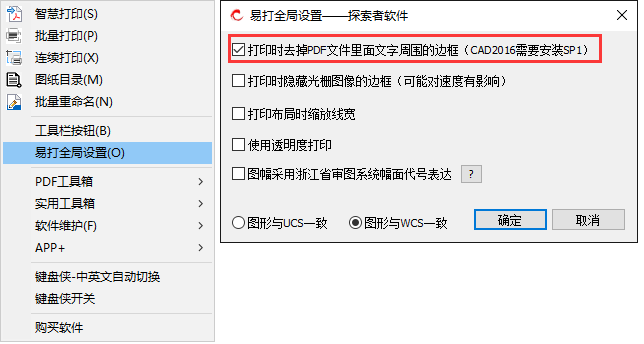 智慧打印(S)
批量打印(P)
连续打印(X)
图纸目录(M)
批量重命名(N)
工具栏按钮(B)
易打全局设置(O)
PDF工具箱
实用工具箱
软件维护(F)
APP+
键盘侠-中英文自动切换
键盘侠开关
购买软件
易打全局设置——探索者软件
打印时去掉PDF文件里面文字周围的边框（CAD2016需要安装SP1）
打印时隐藏光栅图像的边框（可能对速度有影响）
打印布局时缩放线宽
使用透明度打印
图幅采用浙江省审图系统幅面代号表达 ?
图形与UCS一致 图形与WCS一致 确定 取消